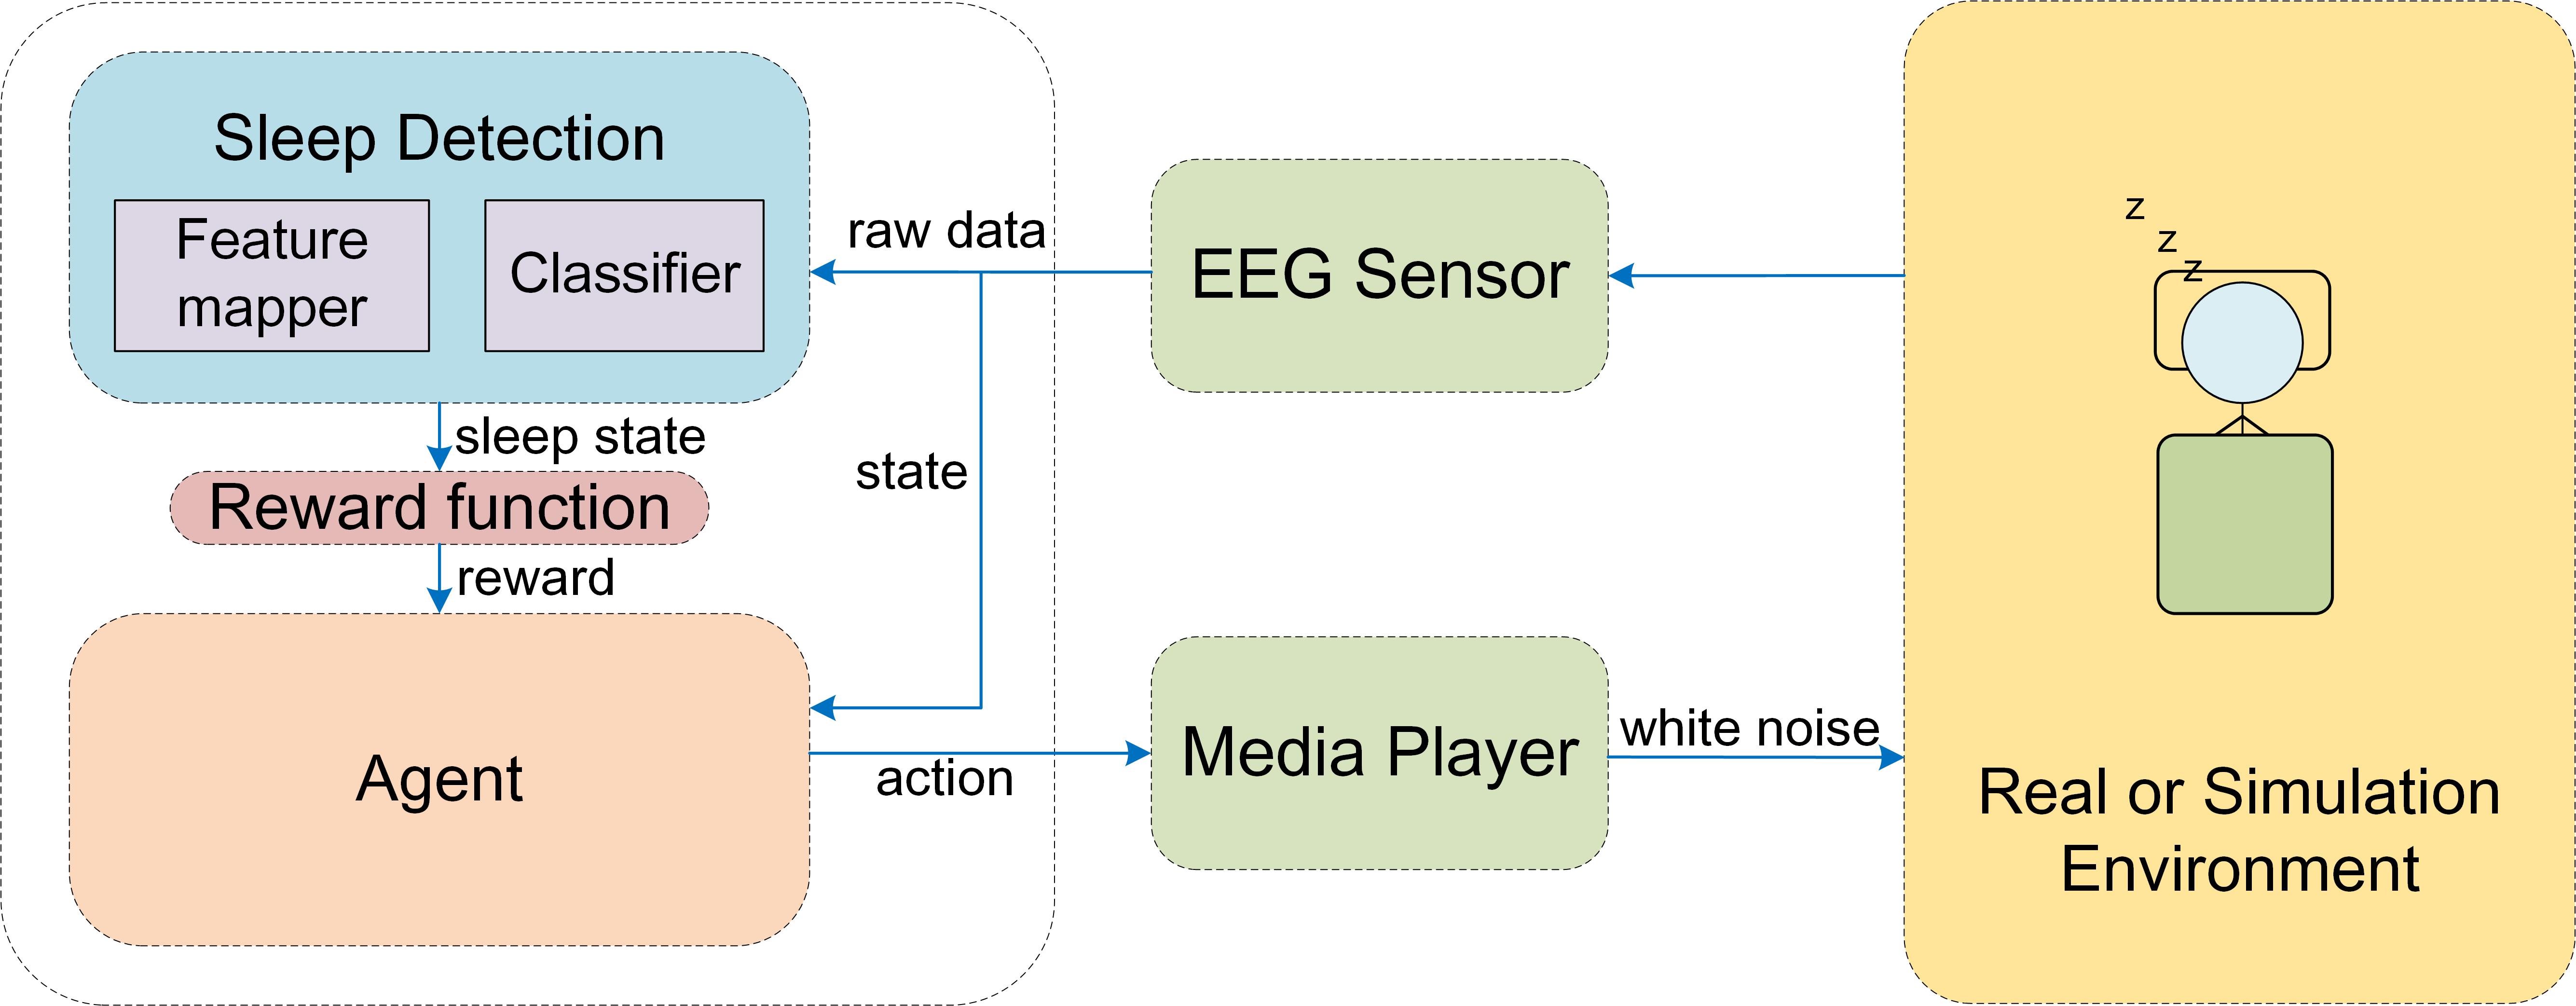 Sleep Detection
Feature
mapper
Classifier
raw data
EEG Sensor
sleep state
state
Reward function
reward
Agent
action
Media Player
white noise
z
z
z
Real or Simulation
Environment